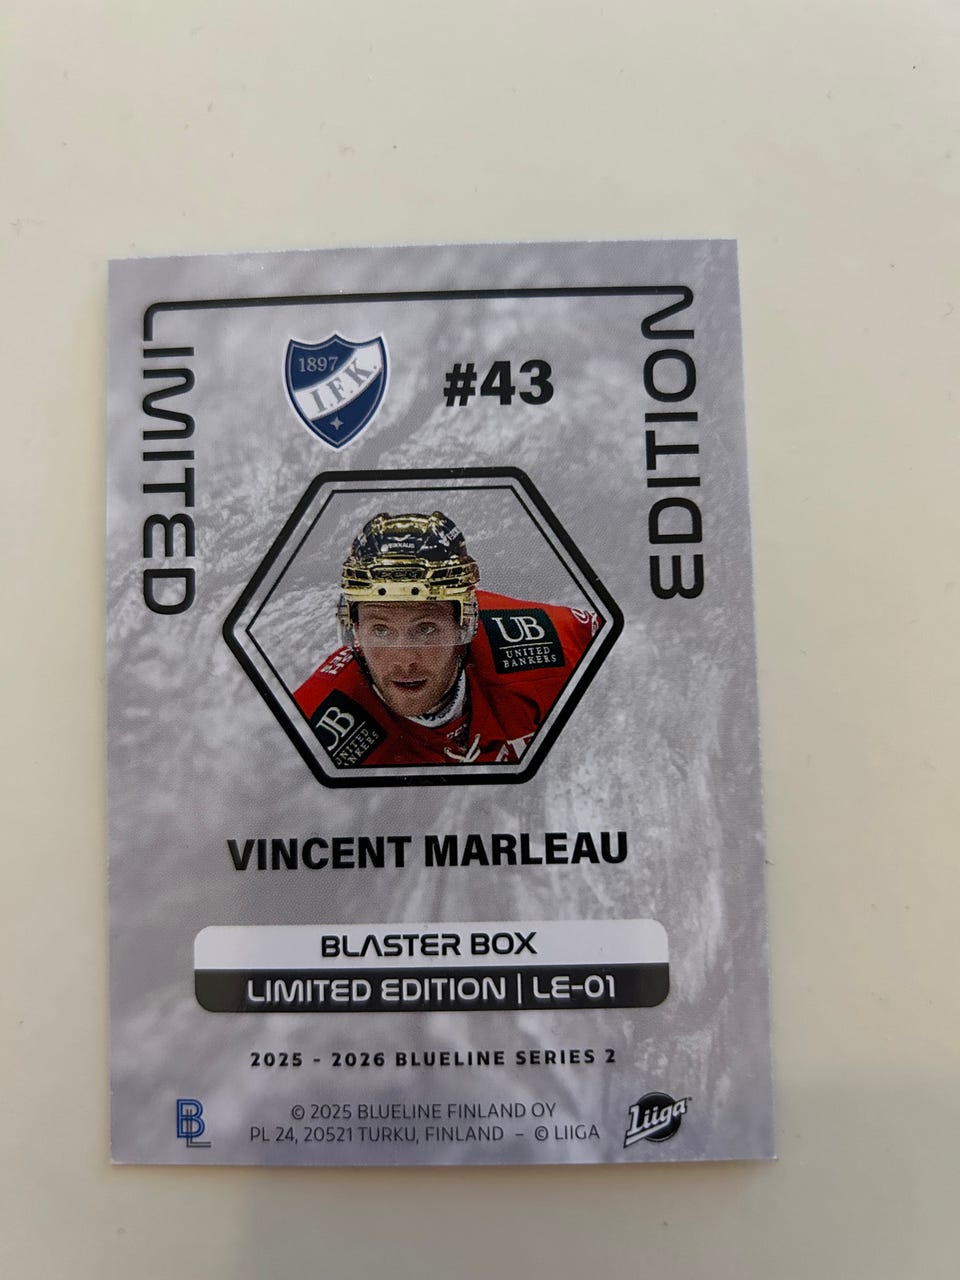 LIMITED
EDITION
1897
I.F.K.
#43
UB
UNITED
BANKERS
UB
UNITED
BANKERS
VINCENT MARLEAU
BLASTER BOX
LIMITED EDITION | LE-01
2025 - 2026 BLUELINE SERIES 2
BL
© 2025 BLUELINE FINLAND OY
PL 24, 20521 TURKU, FINLAND - © LIIGA
Liiga